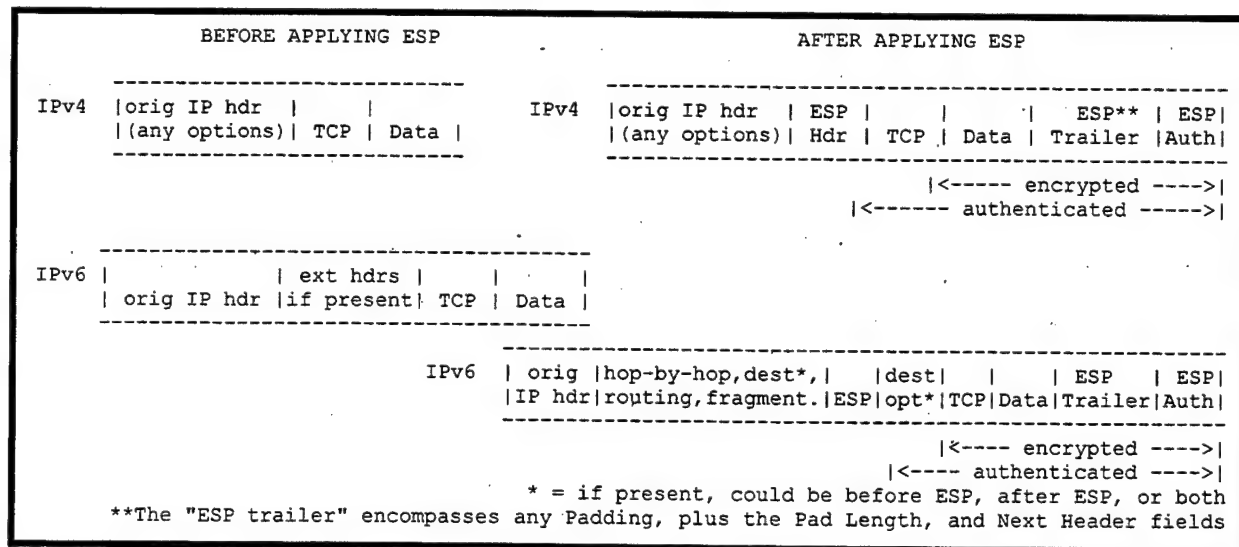 BEFORE APPLYING ESP AFTER APPLYING ESP
---------------------------- -------------------------------------------------
IPv4 |orig IP hdr | | | IPv4 |orig IP hdr | ESP | | | ESP** | ESP|
|(any options)| TCP | Data | |(any options)| Hdr | TCP | Data | Trailer |Auth|
---------------------------- -------------------------------------------------
|<----- encrypted ---->|
|<------ authenticated ----->|
---------------------------------------
IPv6 | | ext hdrs | | |
| orig IP hdr |if present| TCP | Data |
---------------------------------------
---------------------------------------------------------
IPv6 | orig |hop-by-hop,dest*,| |dest| | | ESP | ESP|
|IP hdr|routing,fragment.|ESP|opt*|TCP|Data|Trailer|Auth|
---------------------------------------------------------
|<---- encrypted ---->|
|<---- authenticated ---->|
* = if present, could be before ESP, after ESP, or both
**The "ESP trailer" encompasses any Padding, plus the Pad Length, and Next Header fields